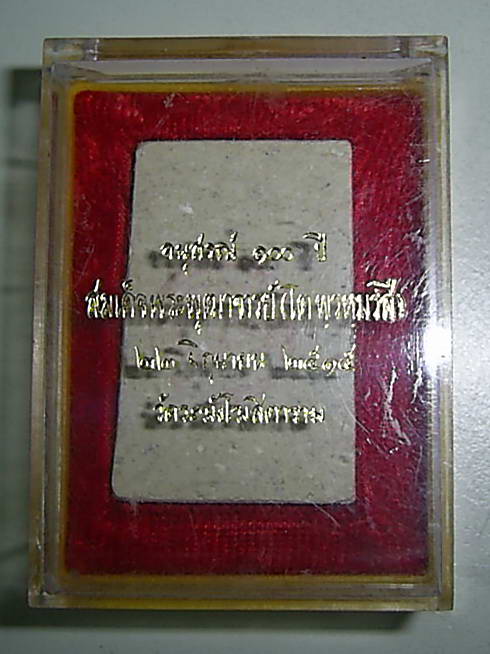 อนุสรณ์ ๑๐๐ ปี
สมเด็จพระพุฒาจารย์(โต พฺรหฺมรํสี)
๒๒ มิถุนายน ๒๕๑๕
วัดระฆังโฆสิตาราม